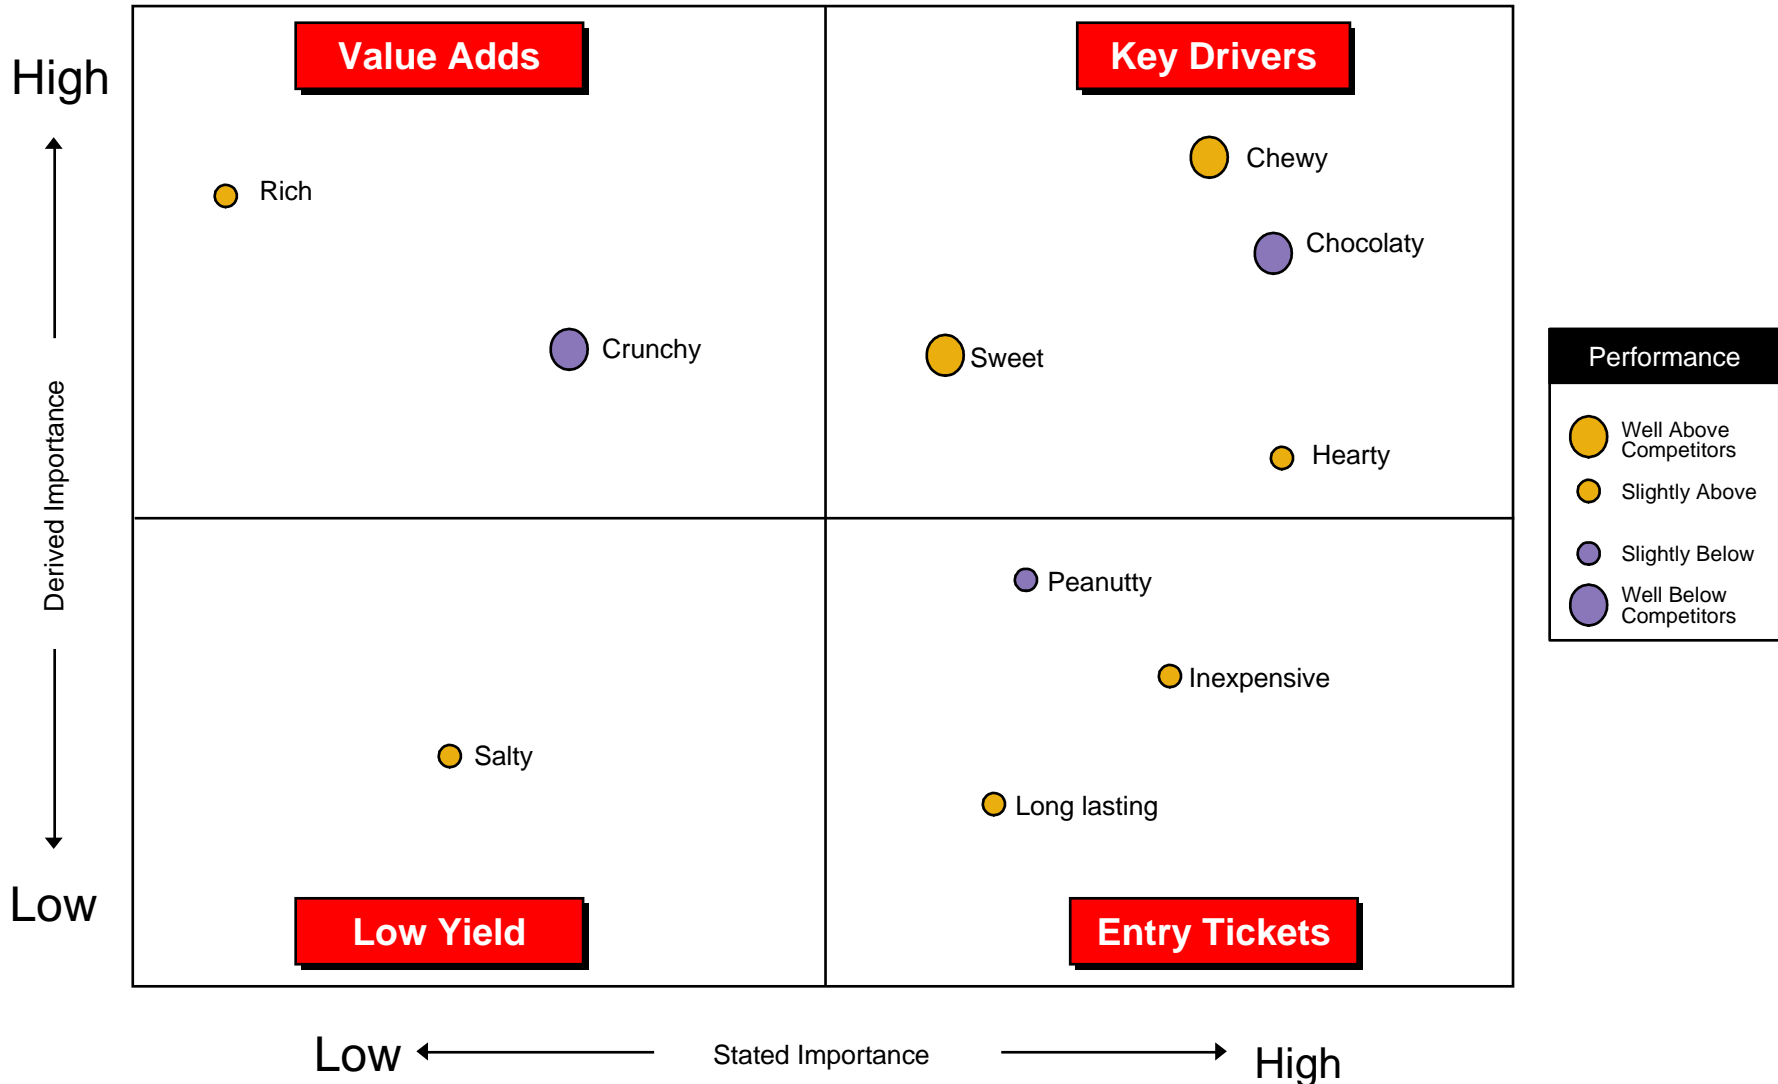 Value Adds
Key Drivers
High
Chewy
Rich
Chocolaty
Crunchy
Sweet
Performance
Hearty
Well Above
Competitors
Slightly Above
Slightly Below
Well Below
Competitors
Derived Importance
Peanutty
Inexpensive
Salty
Long lasting
Low
Low Yield
Entry Tickets
Low
Stated Importance
High